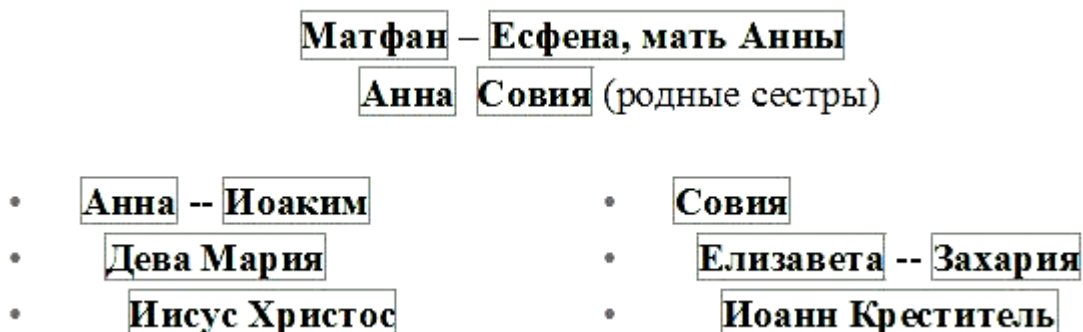 Матфан – Есфена, мать Анны
Анна Совия (родные сестры)
• Анна -- Иоаким
• Дева Мария
• Иисус Христос
• Совия
• Елизавета -- Захария
• Иоанн Креститель